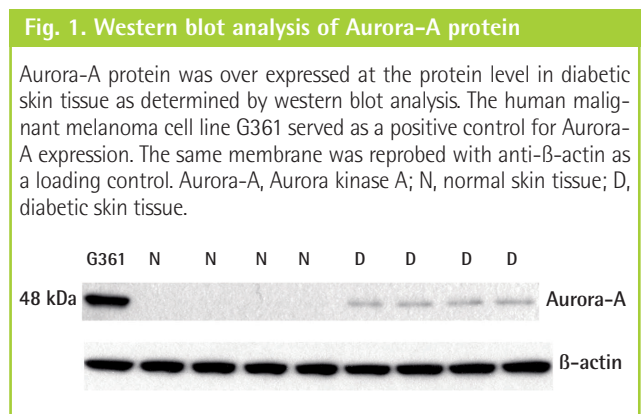 Fig. 1. Western blot analysis of Aurora-A protein
Aurora-A protein was over expressed at the protein level in diabetic
skin tissue as determined by western blot analysis. The human malig-
nant melanoma cell line G361 served as a positive control for Aurora-
A expression. The same membrane was reprobed with anti-ß-actin as
a loading control. Aurora-A, Aurora kinase A; N, normal skin tissue; D,
diabetic skin tissue.
G361 N N N N D D D D
48 kDa Aurora-A
ß-actin